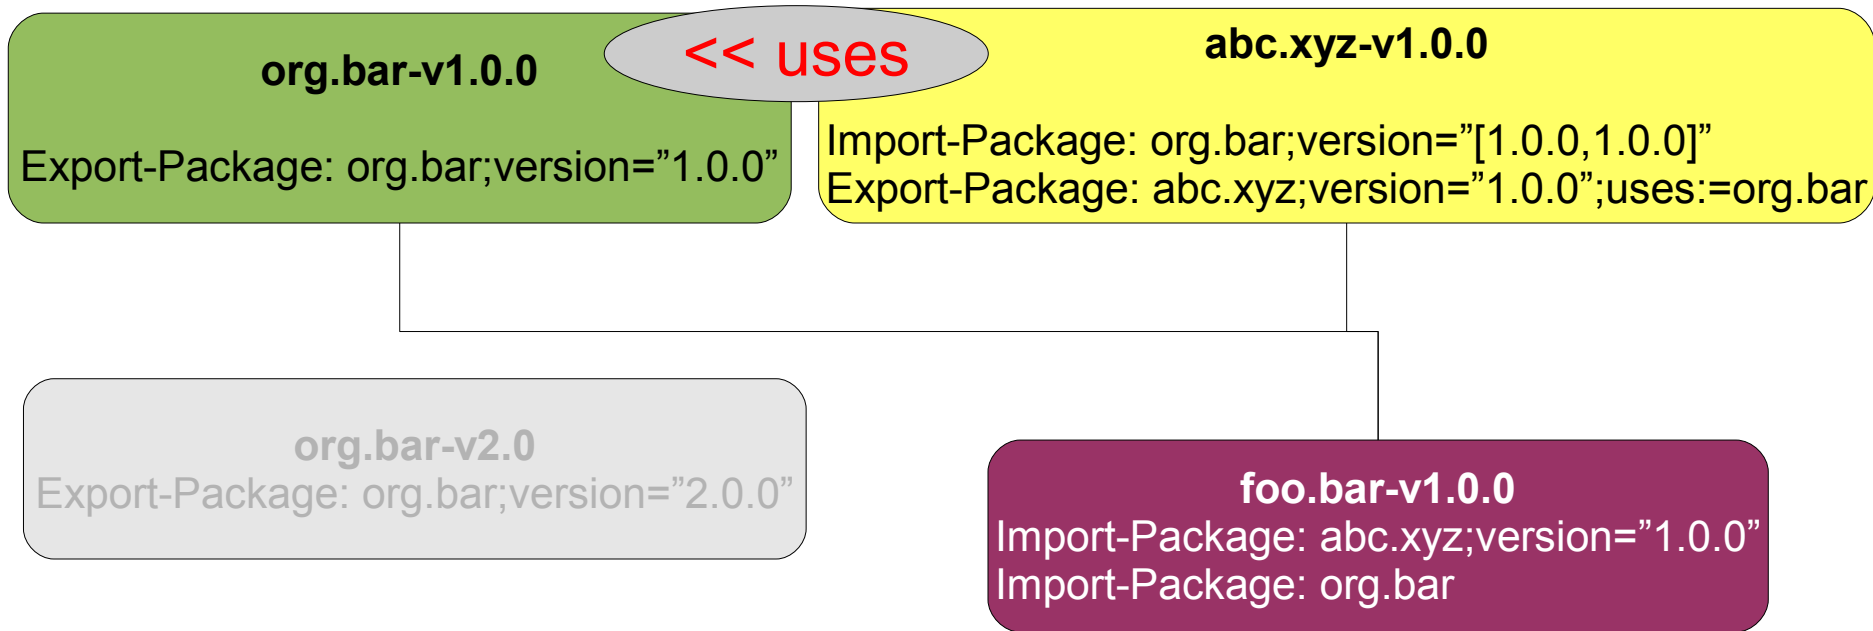 org.bar-v1.0.0
Export-Package: org.bar;version=”1.0.0”
<< uses
abc.xyz-v1.0.0
Import-Package: org.bar;version=”[1.0.0,1.0.0]”
Export-Package: abc.xyz;version=”1.0.0”;uses:=org.bar
org.bar-v2.0
Export-Package: org.bar;version=”2.0.0”
foo.bar-v1.0.0
Import-Package: abc.xyz;version=”1.0.0”
Import-Package: org.bar